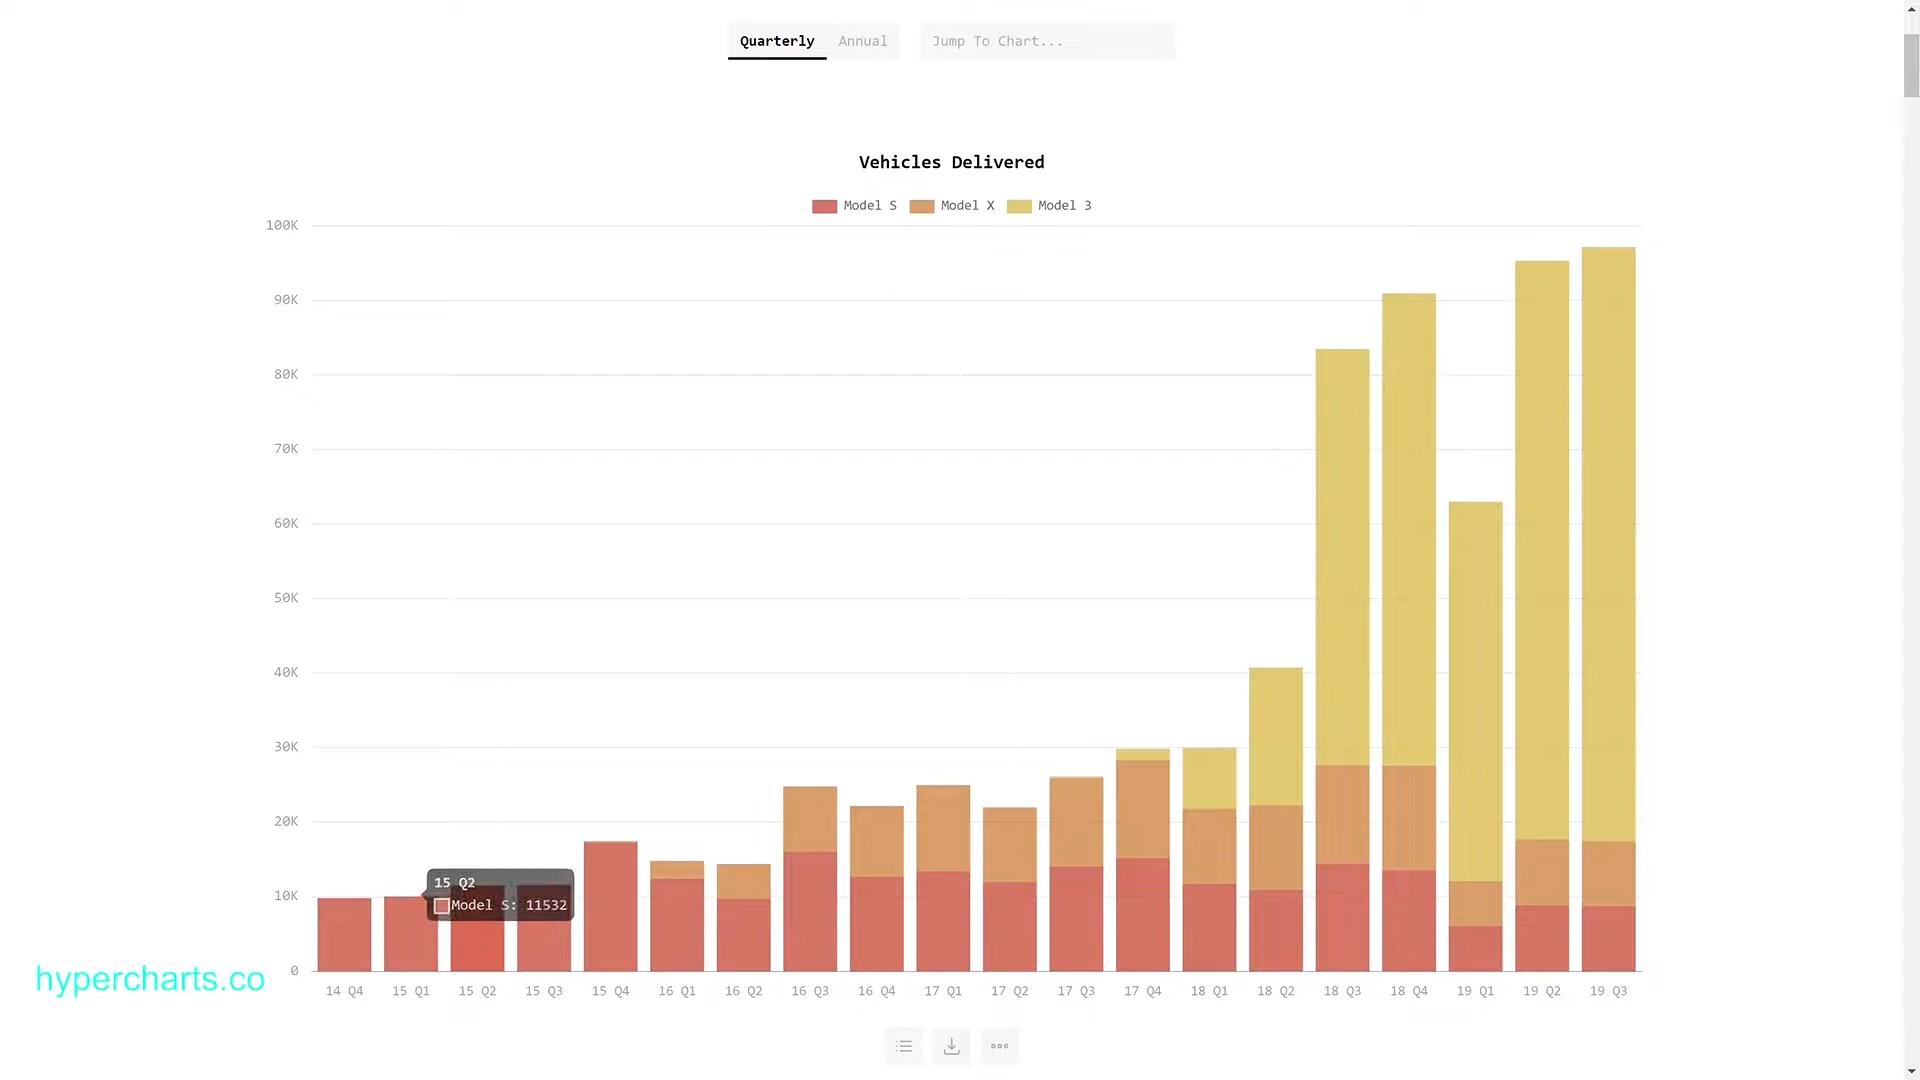 Quarterly Annual Jump To Chart...
Vehicles Delivered
Model S Model X Model 3
100K
90K
80K
70K
60K
50K
40K
30K
20K
10K
0
15 Q2
Model S: 11532
14 Q4 15 Q1 15 Q2 15 Q3 15 Q4 16 Q1 16 Q2 16 Q3 16 Q4 17 Q1 17 Q2 17 Q3 17 Q4 18 Q1 18 Q2 18 Q3 18 Q4 19 Q1 19 Q2 19 Q3
hypercharts.co